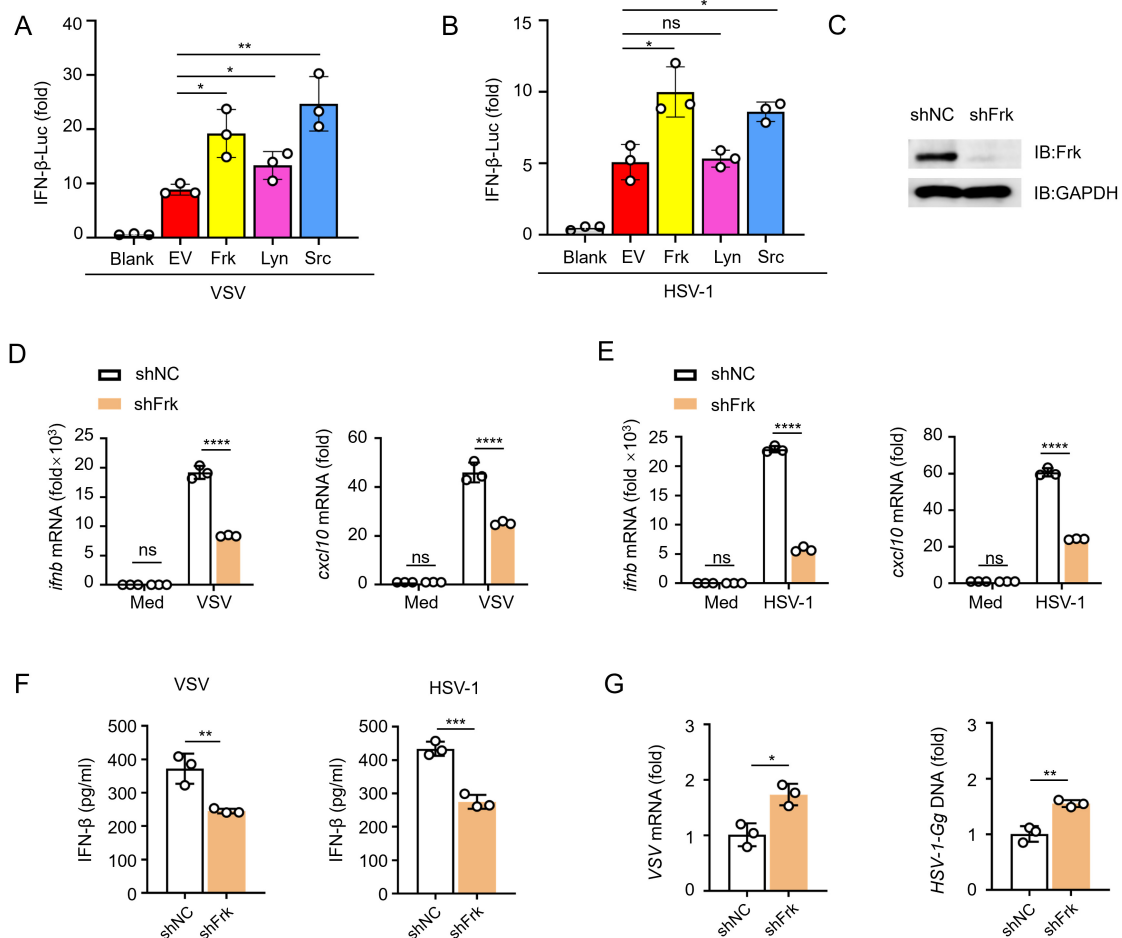 A
IFN-β-Luc (fold)
40
30
20
10
0
**
*
*
Blank EV Frk Lyn Src
VSV
B
IFN-β-Luc (fold)
15
10
5
0
*
ns
*
Blank EV Frk Lyn Src
HSV-1
C
shNC shFrk
IB:Frk
IB:GAPDH
D
shNC
shFrk
ifnb mRNA (fold×10³)
25
20
15
10
5
0
ns
****
Med VSV
cxcl10 mRNA (fold)
60
40
20
0
ns
****
Med VSV
E
shNC
shFrk
ifnb mRNA (fold×10³)
25
20
15
10
5
0
ns
****
Med HSV-1
cxcl10 mRNA (fold)
80
60
40
20
0
ns
****
Med HSV-1
F
VSV
IFN-β (pg/ml)
500
400
300
200
100
0
**
shNC shFrk
HSV-1
IFN-β (pg/ml)
500
400
300
200
100
0
***
shNC shFrk
G
VSV mRNA (fold)
3
2
1
0
*
shNC shFrk
HSV-1-Gg DNA (fold)
3
2
1
0
**
shNC shFrk